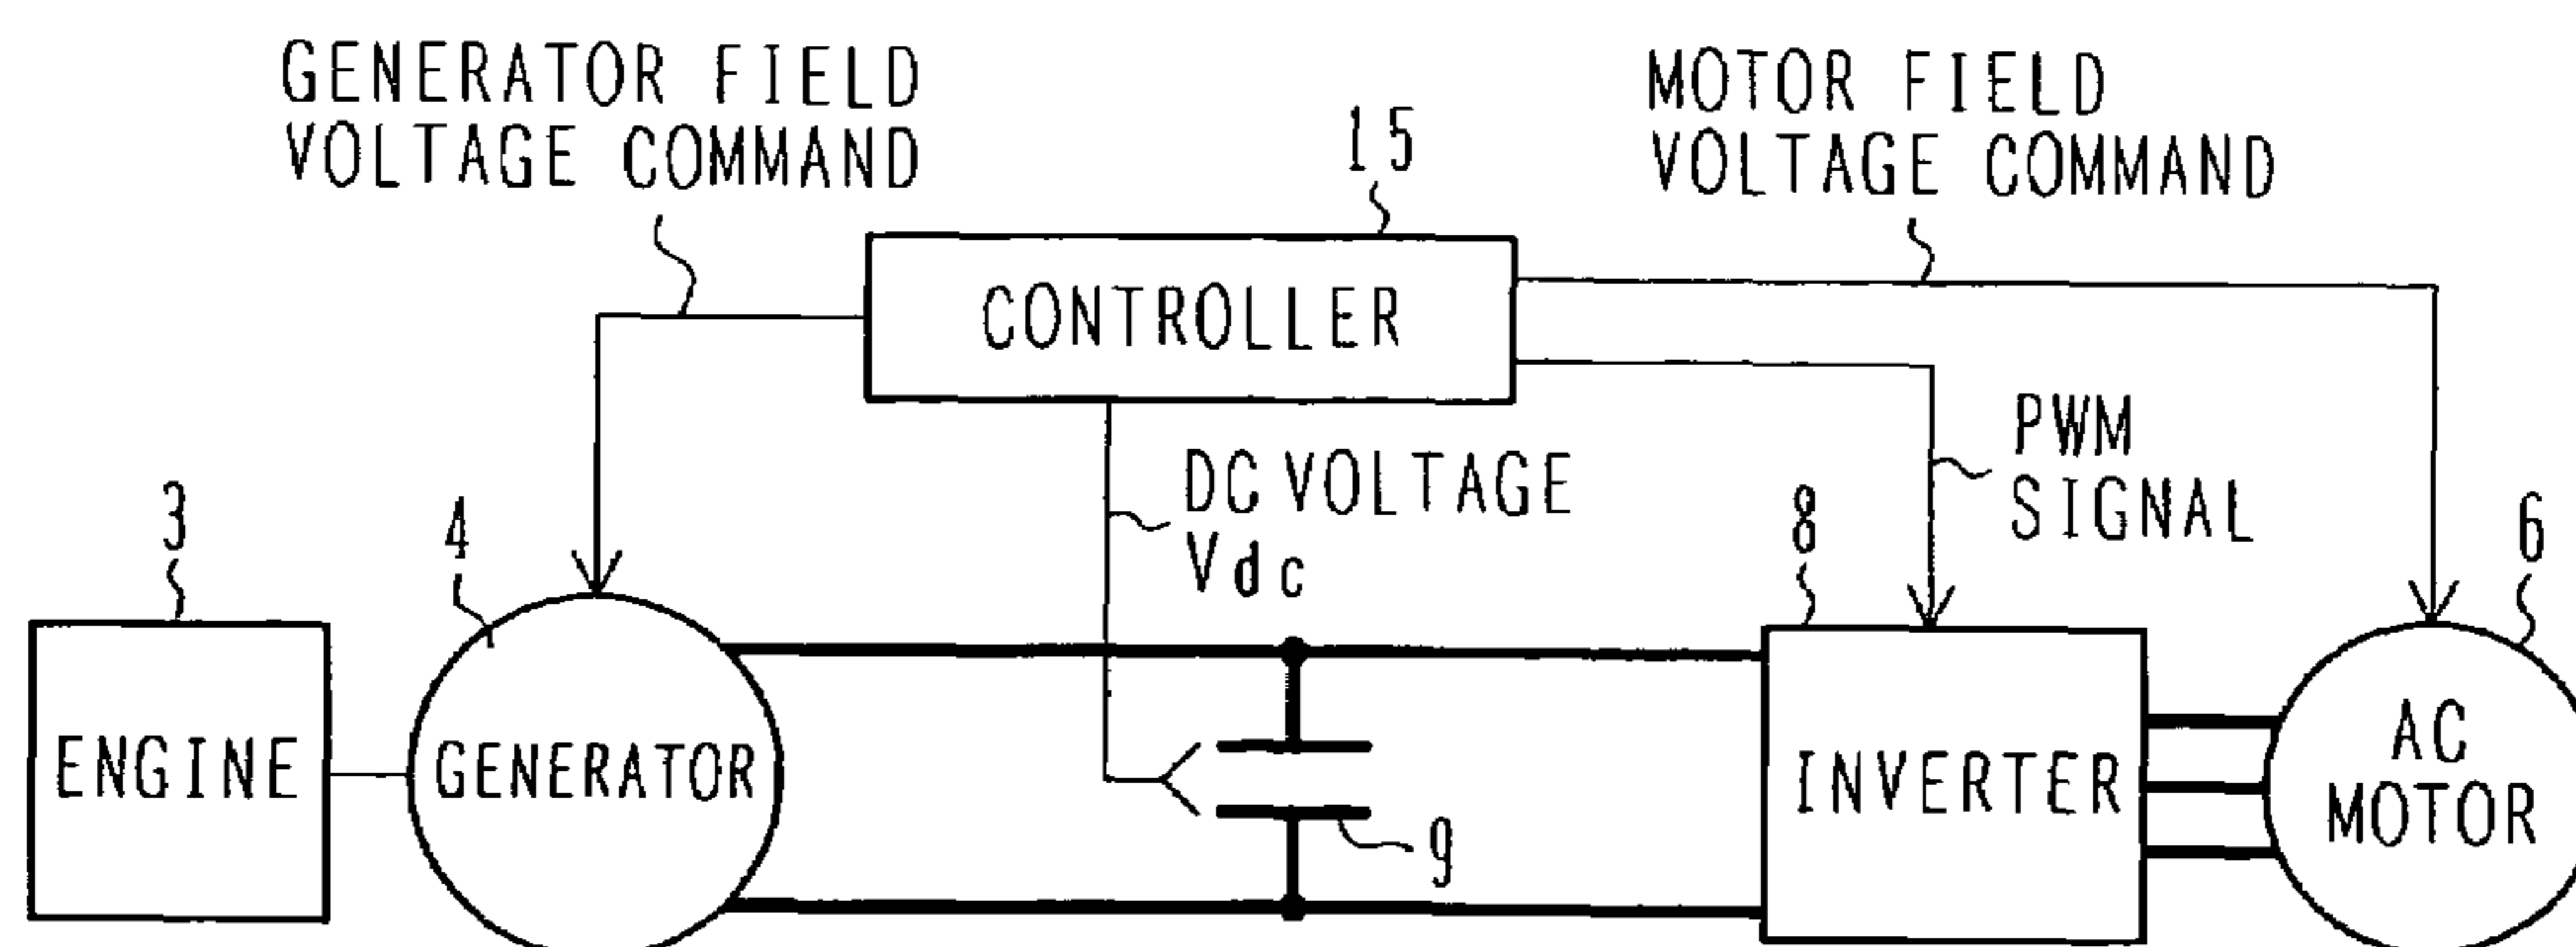 GENERATOR FIELD
VOLTAGE COMMAND
15
MOTOR FIELD
VOLTAGE COMMAND
CONTROLLER
DC VOLTAGE
Vdc
PWM
SIGNAL
3
4
8
6
ENGINE
GENERATOR
9
INVERTER
AC
MOTOR